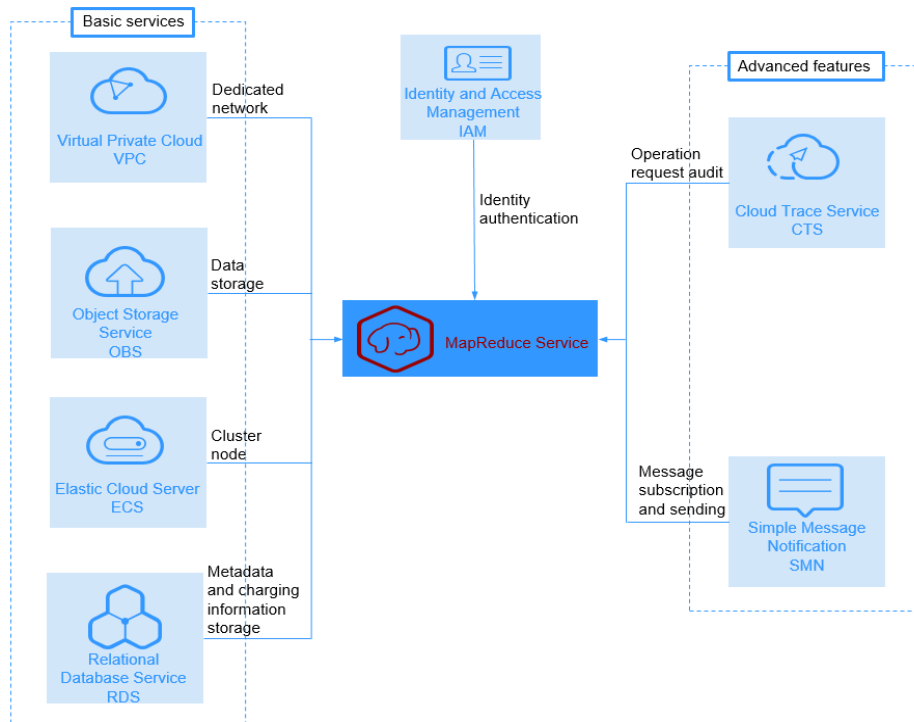 Basic services
Virtual Private Cloud
VPC
Dedicated
network
Object Storage
Service
OBS
Data
storage
Elastic Cloud Server
ECS
Cluster
node
Relational
Database Service
RDS
Metadata
and charging
information
storage
Identity and Access
Management
IAM
Identity
authentication
MapReduce Service
Advanced features
Operation
request audit
Cloud Trace Service
CTS
Message
subscription
and sending
Simple Message
Notification
SMN